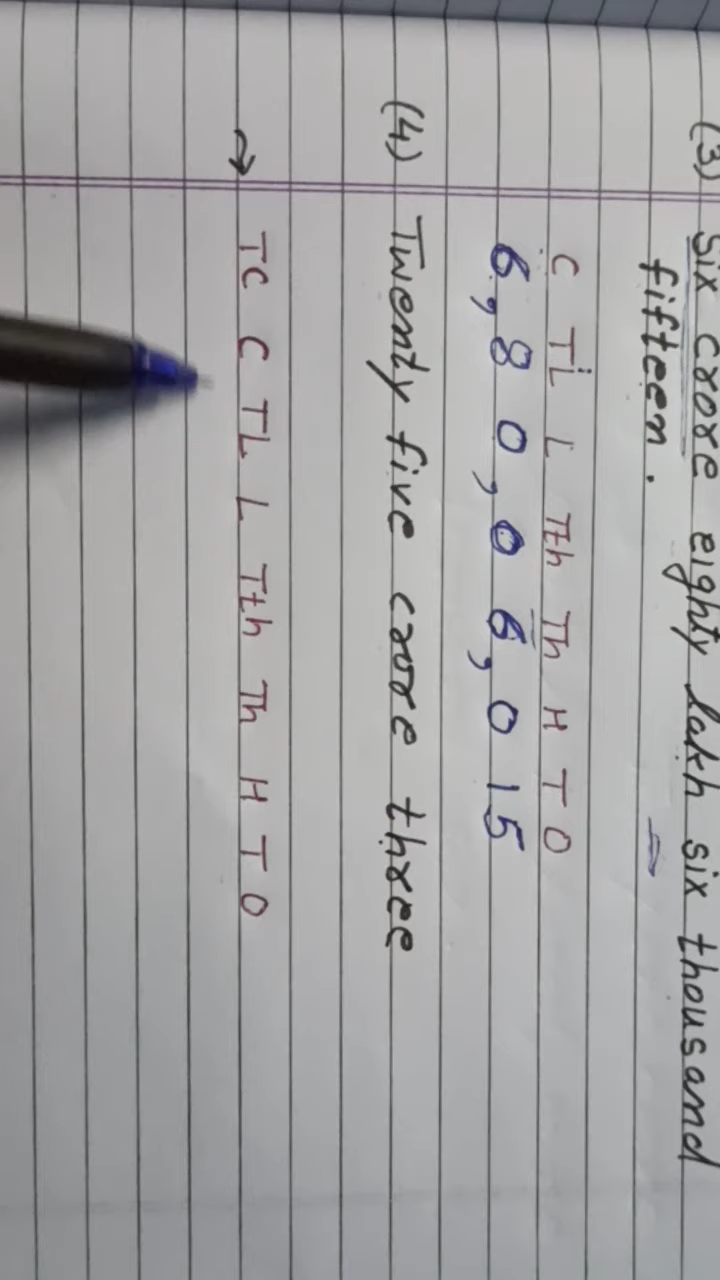 (3) Six crore eighty lakh six thousand
fifteen.
C TL L Tth Th H T O
6,80,06,015
(4) Twenty five crore three
→ TC C TL L Tth Th H T O